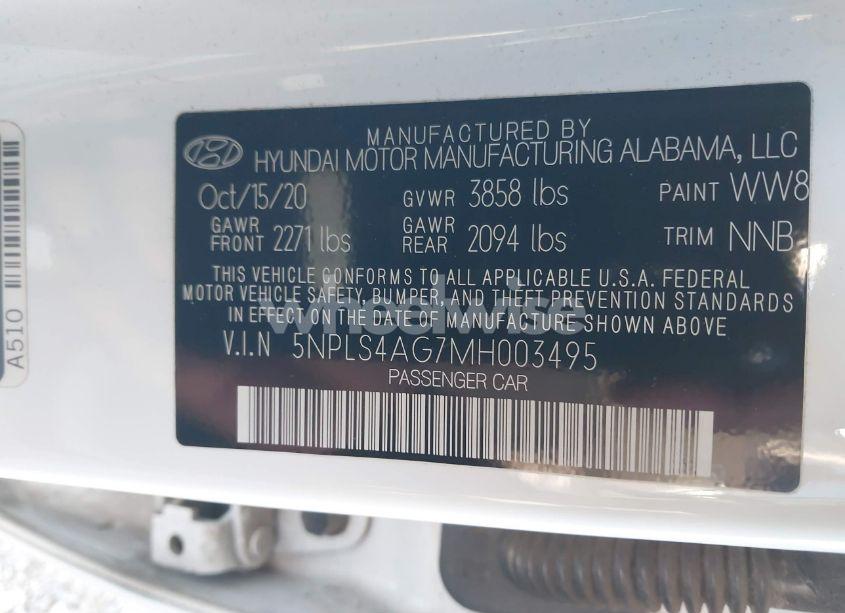 MANUFACTURED BY
HYUNDAI MOTOR MANUFACTURING ALABAMA, LLC
Oct/15/20 GVWR 3858 lbs PAINT WW8
GAWR FRONT 2271 lbs GAWR REAR 2094 lbs TRIM NNB
THIS VEHICLE CONFORMS TO ALL APPLICABLE U.S.A. FEDERAL
MOTOR VEHICLE SAFETY, BUMPER, AND THEFT PREVENTION STANDARDS
IN EFFECT ON THE DATE OF MANUFACTURE SHOWN ABOVE
wheelwise
V.I.N 5NPLS4AG7MH003495
PASSENGER CAR
A510